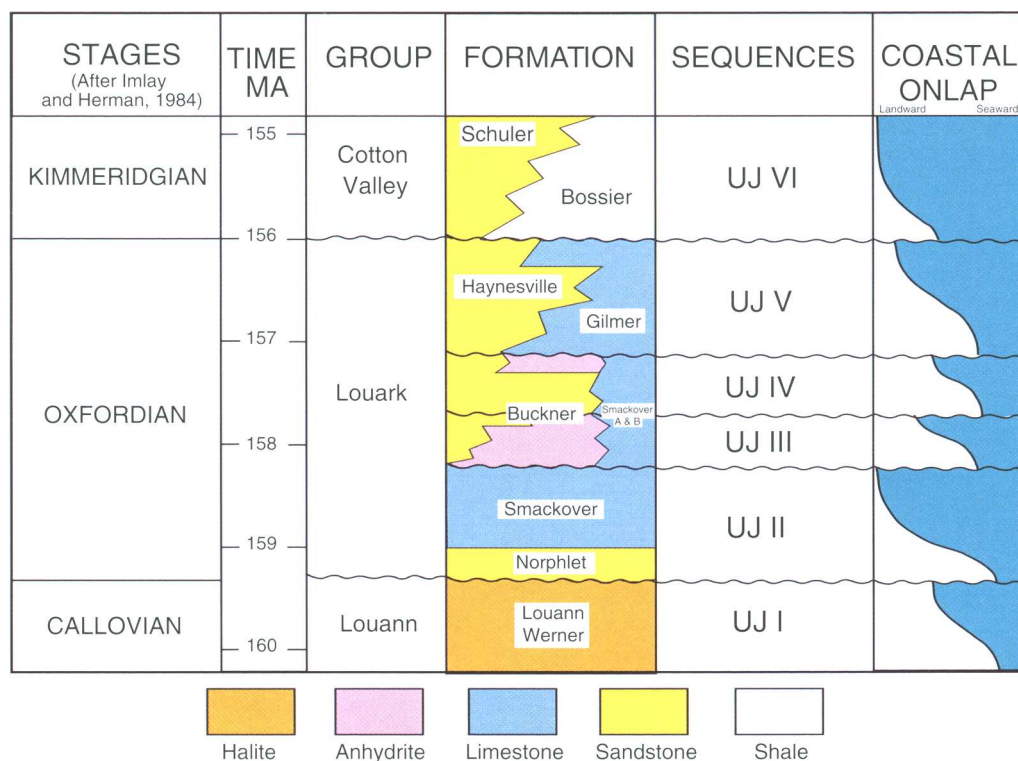 STAGES
(After Imlay
and Herman, 1984)
TIME
MA
GROUP
FORMATION
SEQUENCES
COASTAL
ONLAP
Landward
Seaward
KIMMERIDGIAN
155
Cotton
Valley
Schuler
Bossier
UJ VI
156
OXFORDIAN
157
158
159
Louark
Haynesville
Gilmer
UJ V
Buckner
Smackover
A & B
UJ IV
UJ III
Smackover
Norphlet
UJ II
CALLOVIAN
160
Louann
Louann
Werner
UJ I
Halite
Anhydrite
Limestone
Sandstone
Shale